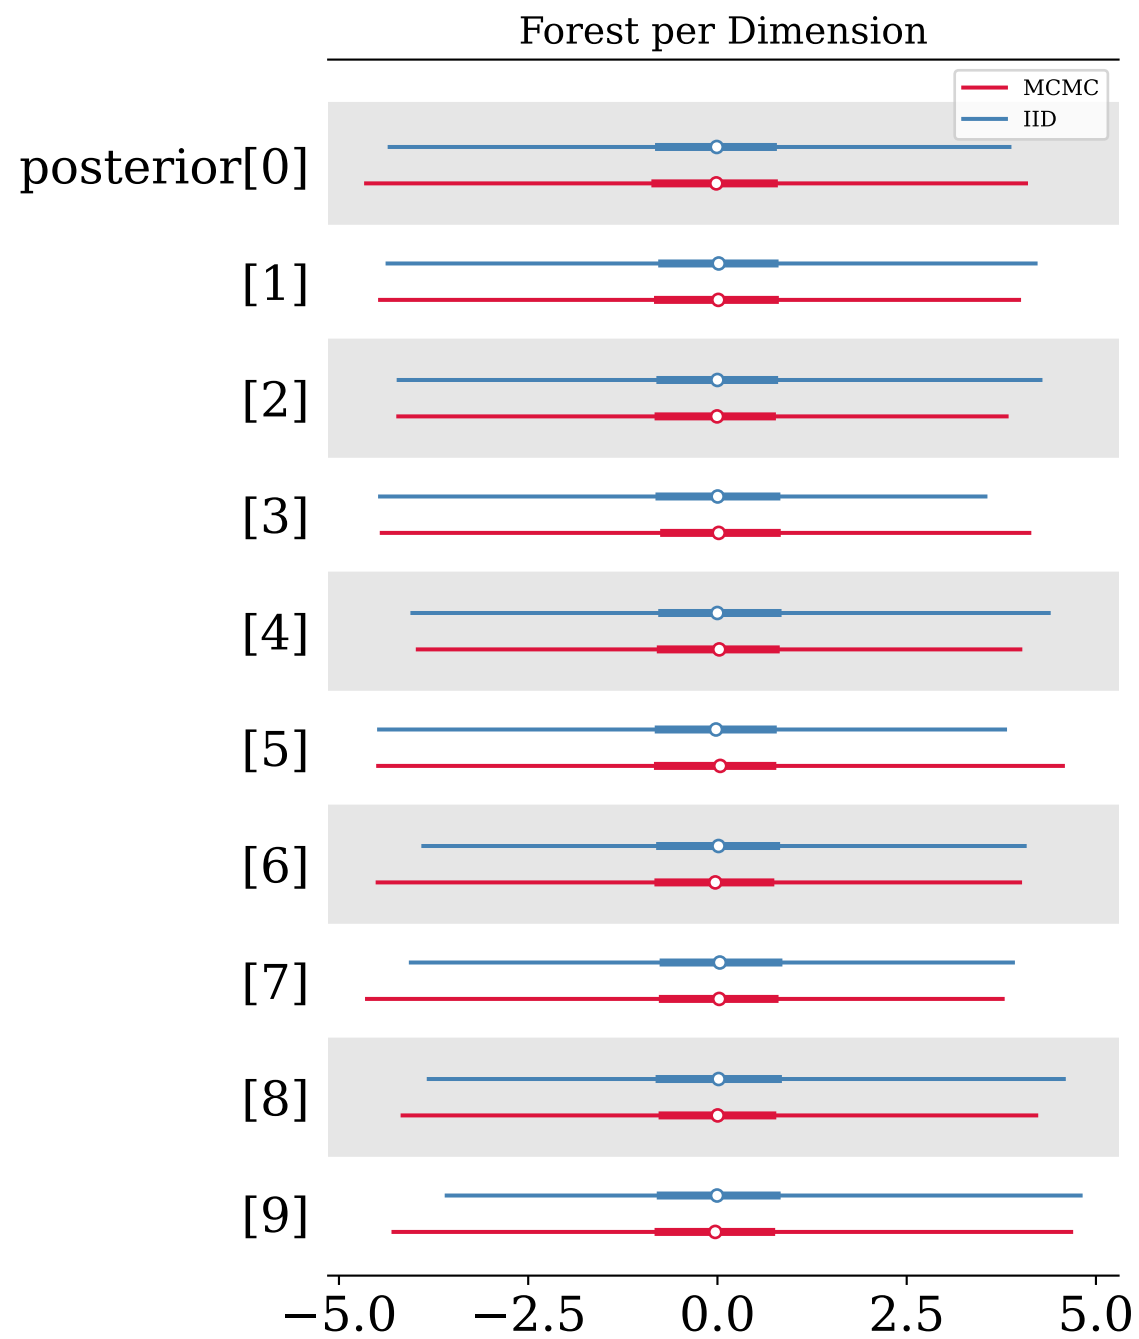 Forest per Dimension
MCMC
IID
posterior[0]
[1]
[2]
[3]
[4]
[5]
[6]
[7]
[8]
[9]
−5.0 −2.5 0.0 2.5 5.0